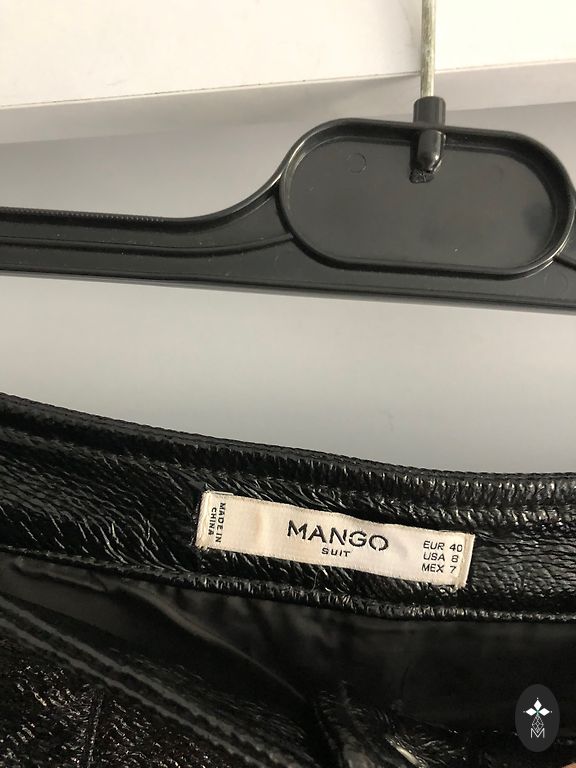 MADE IN
CHINA
MANGO
SUIT
EUR 40
USA 8
MEX 7
M